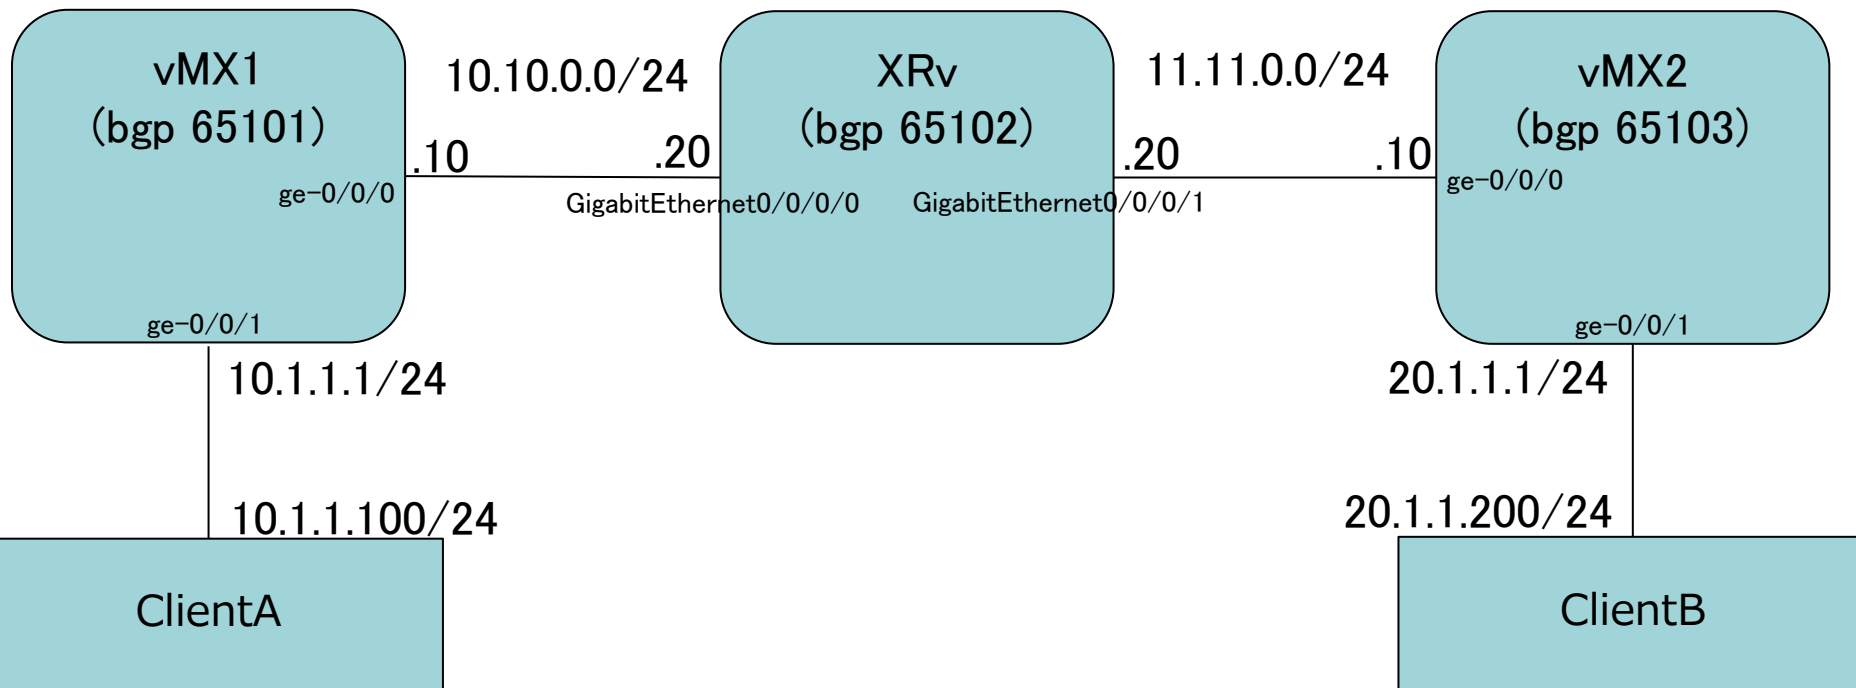 vMX1
(bgp 65101)
10.10.0.0/24
XRv
(bgp 65102)
11.11.0.0/24
vMX2
(bgp 65103)
.10
.20
.20
.10
ge-0/0/0
GigabitEthernet0/0/0/0
GigabitEthernet0/0/0/1
ge-0/0/0
ge-0/0/1
ge-0/0/1
10.1.1.1/24
20.1.1.1/24
10.1.1.100/24
20.1.1.200/24
ClientA
ClientB